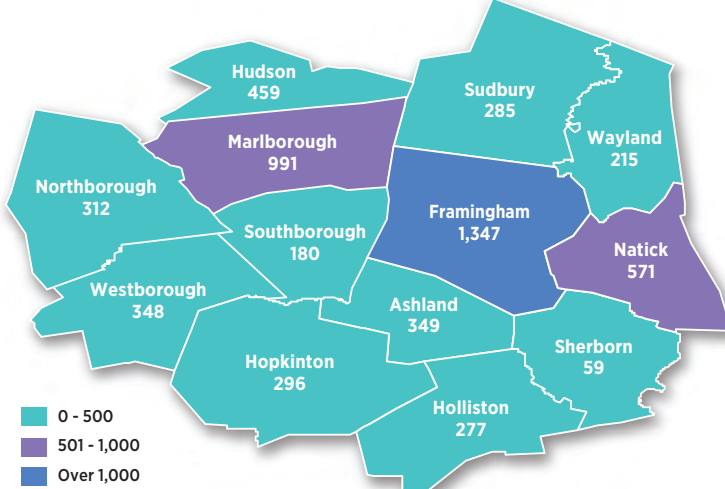 Hudson
459
Sudbury
285
Marlborough
991
Wayland
215
Northborough
312
Framingham
1,347
Southborough
180
Natick
571
Westborough
348
Ashland
349
Sherborn
59
Hopkinton
296
Holliston
277
0 - 500
501 - 1,000
Over 1,000